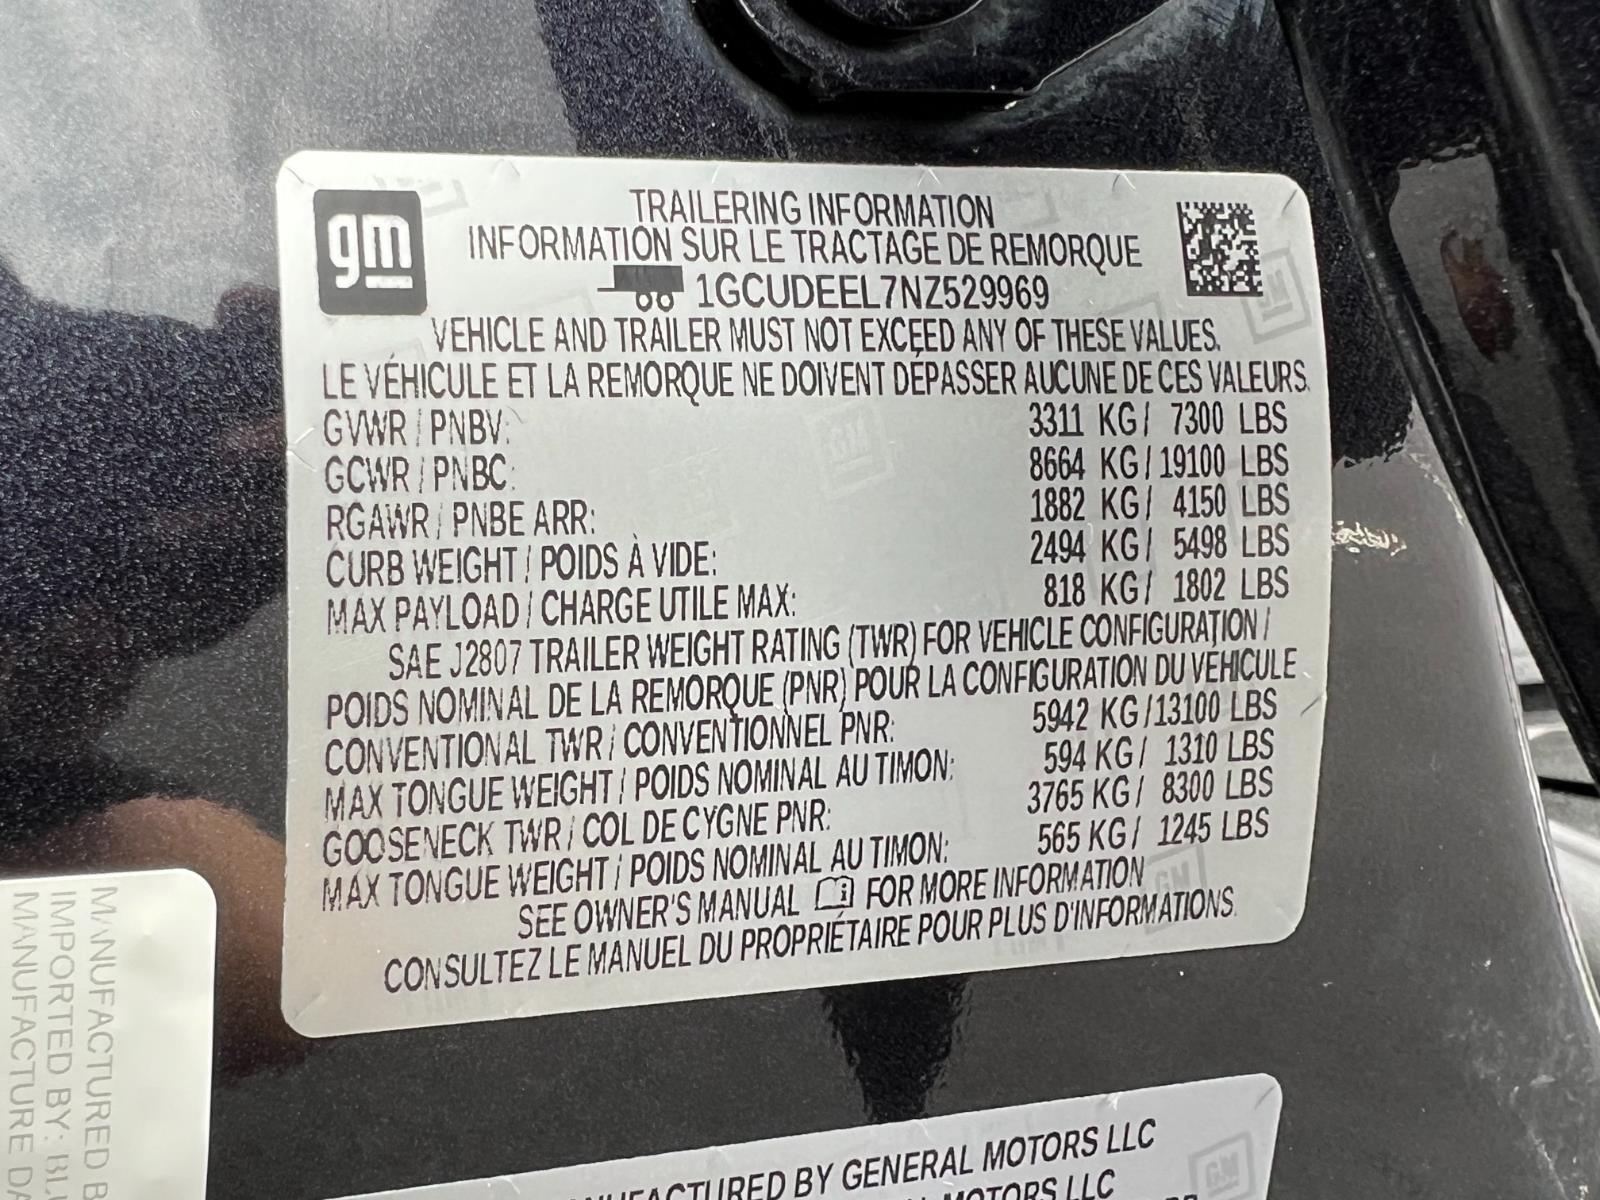 gm
TRAILERING INFORMATION
INFORMATION SUR LE TRACTAGE DE REMORQUE
1GCUDEEL7NZ529969
VEHICLE AND TRAILER MUST NOT EXCEED ANY OF THESE VALUES.
LE VÉHICULE ET LA REMORQUE NE DOIVENT DÉPASSER AUCUNE DE CES VALEURS.
GVWR / PNBV: 3311 KG / 7300 LBS
GCWR / PNBC: 8664 KG / 19100 LBS
RGAWR / PNBE ARR: 1882 KG / 4150 LBS
CURB WEIGHT / POIDS À VIDE: 2494 KG / 5498 LBS
MAX PAYLOAD / CHARGE UTILE MAX: 818 KG / 1802 LBS
SAE J2807 TRAILER WEIGHT RATING (TWR) FOR VEHICLE CONFIGURATION /
POIDS NOMINAL DE LA REMORQUE (PNR) POUR LA CONFIGURATION DU VEHICULE
CONVENTIONAL TWR / CONVENTIONNEL PNR: 5942 KG / 13100 LBS
MAX TONGUE WEIGHT / POIDS NOMINAL AU TIMON: 594 KG / 1310 LBS
GOOSENECK TWR / COL DE CYGNE PNR: 3765 KG / 8300 LBS
MAX TONGUE WEIGHT / POIDS NOMINAL AU TIMON: 565 KG / 1245 LBS
SEE OWNER'S MANUAL FOR MORE INFORMATION
CONSULTEZ LE MANUEL DU PROPRIÉTAIRE POUR PLUS D'INFORMATIONS.
MANUFACTURED B
IMPORTED BY:
MANUFACTURE DA
MANUFACTURED BY GENERAL MOTORS LLC
MOTORS LLC